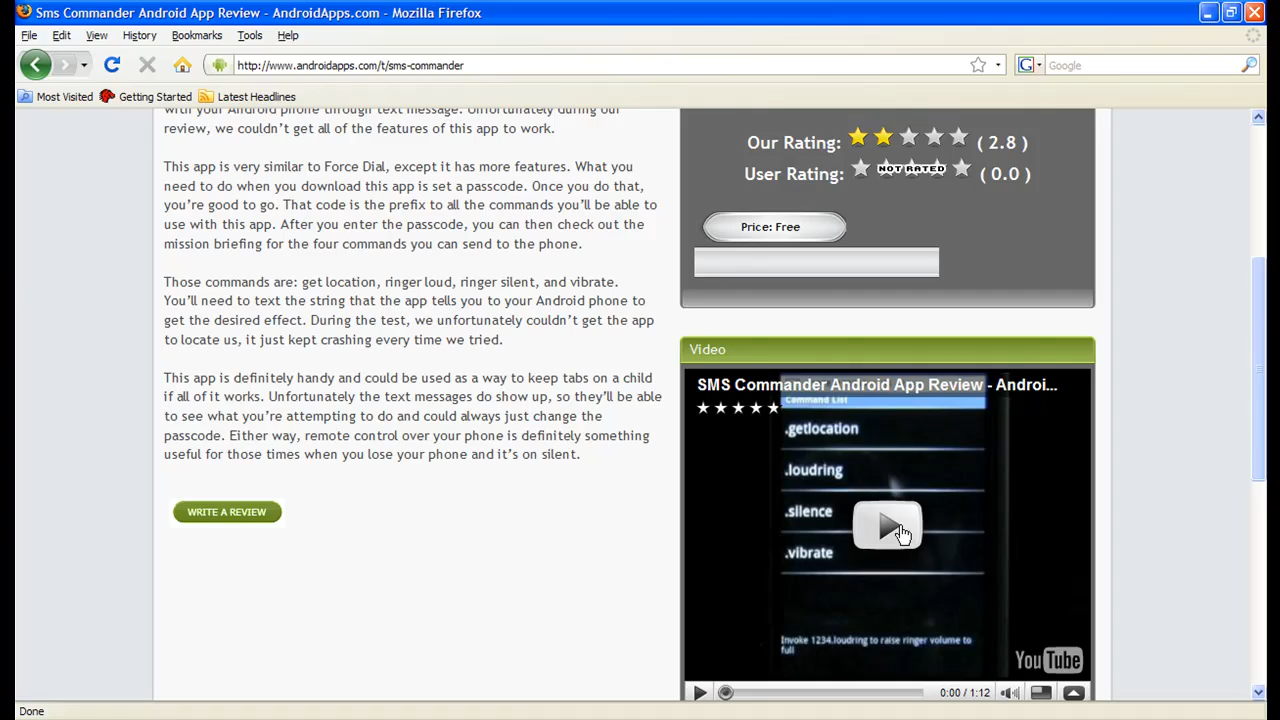 Sms Commander Android App Review - AndroidApps.com - Mozilla Firefox
File Edit View History Bookmarks Tools Help
http://www.androidapps.com/t/sms-commander
Google
Most Visited Getting Started Latest Headlines
with your Android phone through text message. Unfortunately during our
review, we couldn't get all of the features of this app to work.
This app is very similar to Force Dial, except it has more features. What you
need to do when you download this app is set a passcode. Once you do that,
you're good to go. That code is the prefix to all the commands you'll be able to
use with this app. After you enter the passcode, you can then check out the
mission briefing for the four commands you can send to the phone.
Those commands are: get location, ringer loud, ringer silent, and vibrate.
You'll need to text the string that the app tells you to your Android phone to
get the desired effect. During the test, we unfortunately couldn't get the app
to locate us, it just kept crashing every time we tried.
This app is definitely handy and could be used as a way to keep tabs on a child
if all of it works. Unfortunately the text messages do show up, so they'll be able
to see what you're attempting to do and could always just change the
passcode. Either way, remote control over your phone is definitely something
useful for those times when you lose your phone and it's on silent.
WRITE A REVIEW
Our Rating: ( 2.8 )
User Rating: NOT RATED ( 0.0 )
Price: Free
Video
SMS Commander Android App Review - Androi...
Command List
.getlocation
.loudring
.silence
.vibrate
Invoke 1234.loudring to raise ringer volume to
full
YouTube
0:00 / 1:12
Done